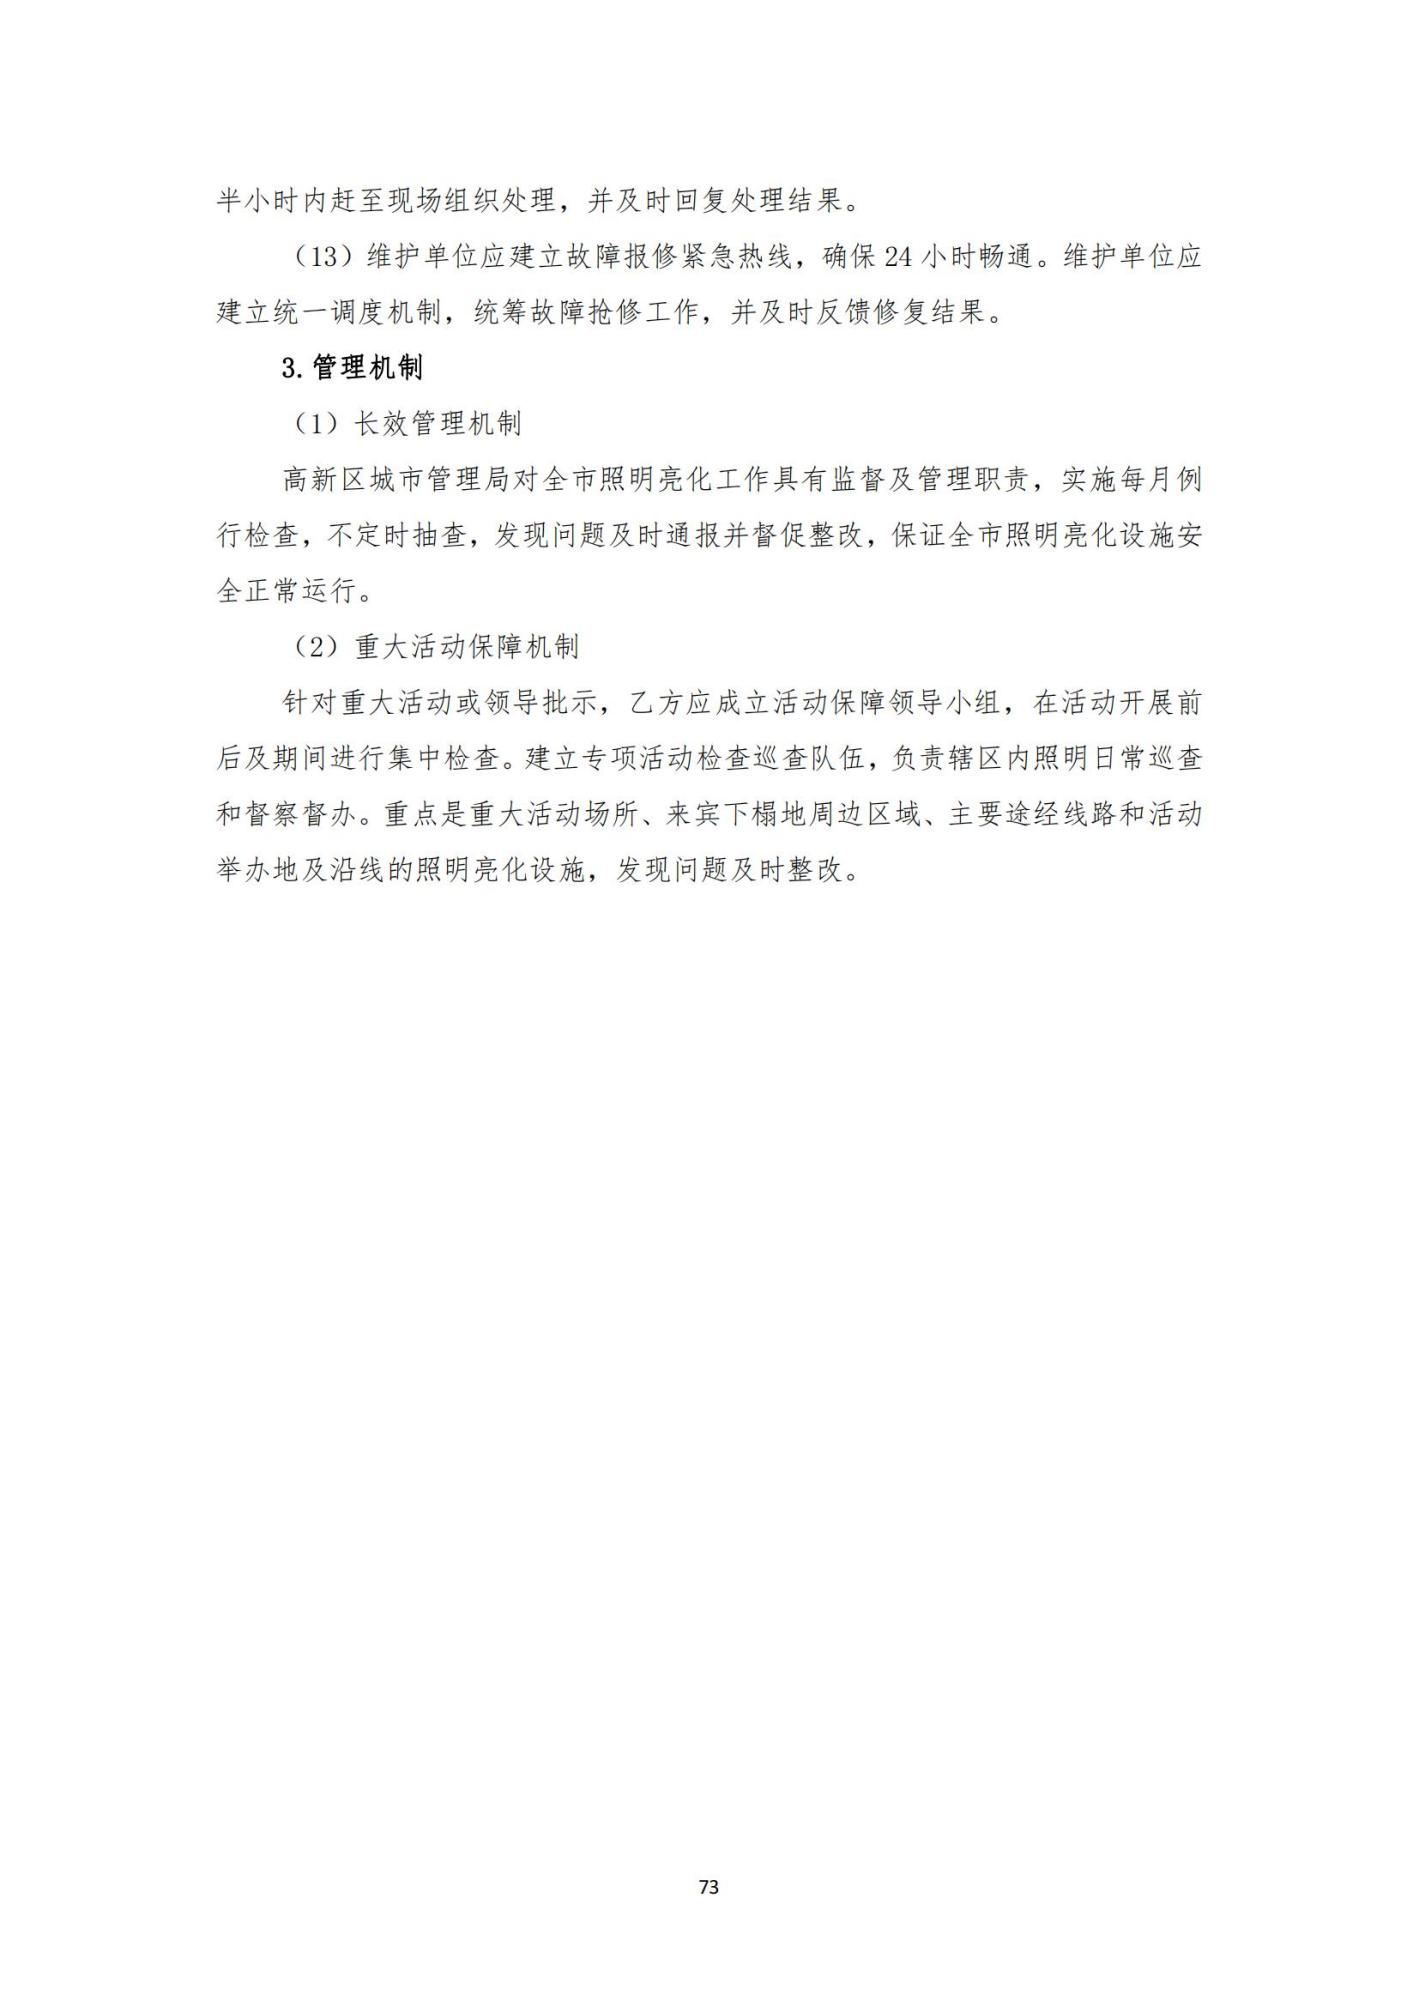 半小时内赶至现场组织处理，并及时回复处理结果。
（13）维护单位应建立故障报修紧急热线，确保 24 小时畅通。维护单位应
建立统一调度机制，统筹故障抢修工作，并及时反馈修复结果。
3.管理机制
（1）长效管理机制
高新区城市管理局对全市照明亮化工作具有监督及管理职责，实施每月例
行检查，不定时抽查，发现问题及时通报并督促整改，保证全市照明亮化设施安
全正常运行。
（2）重大活动保障机制
针对重大活动或领导批示，乙方应成立活动保障领导小组，在活动开展前
后及期间进行集中检查。建立专项活动检查巡查队伍，负责辖区内照明日常巡查
和督察督办。重点是重大活动场所、来宾下榻地周边区域、主要途经线路和活动
举办地及沿线的照明亮化设施，发现问题及时整改。
73